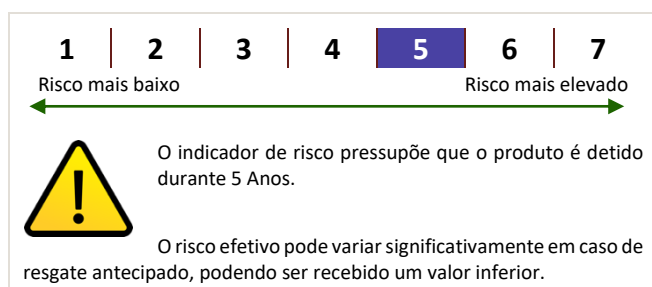 1 2 3 4 5 6 7
Risco mais baixo Risco mais elevado
!
O indicador de risco pressupõe que o produto é detido
durante 5 Anos.
O risco efetivo pode variar significativamente em caso de
resgate antecipado, podendo ser recebido um valor inferior.